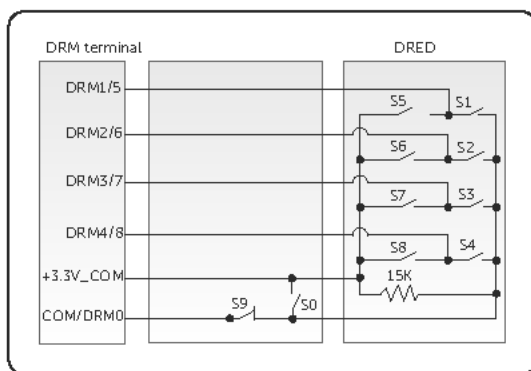 DRM terminal
DRED
DRM1/5
S5
S1
DRM2/6
S6
S2
DRM3/7
S7
S3
DRM4/8
S8
S4
+3.3V_COM
15K
S9
S0
COM/DRM0